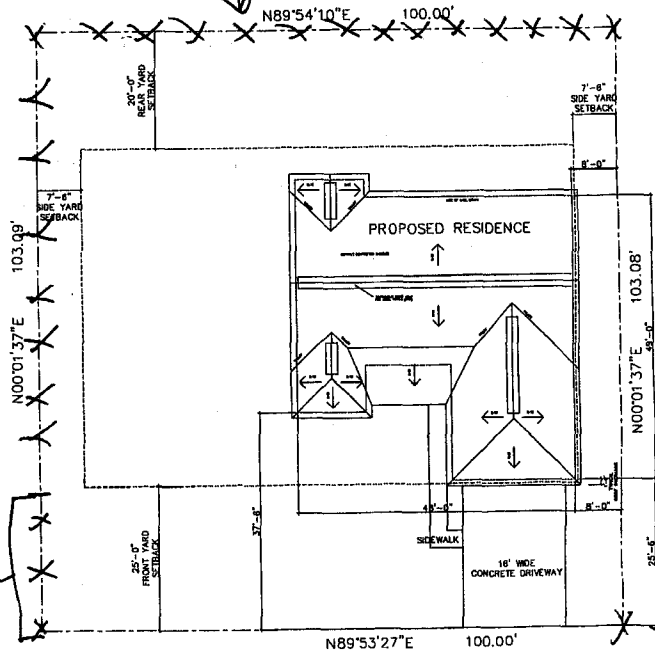 N89°54'10"E 100.00'
20'-0"
REAR YARD
SETBACK
7'-6"
SIDE YARD
SETBACK
8'-0"
7'-6"
SIDE YARD
SETBACK
PROPOSED RESIDENCE
N00°01'37"E 103.09'
N00°01'37"E 103.08'
49'-0"
37'-6"
25'-0"
FRONT YARD
SETBACK
8'-0"
25'-6"
SIDEWALK
16' WIDE
CONCRETE DRIVEWAY
N89°53'27"E 100.00'